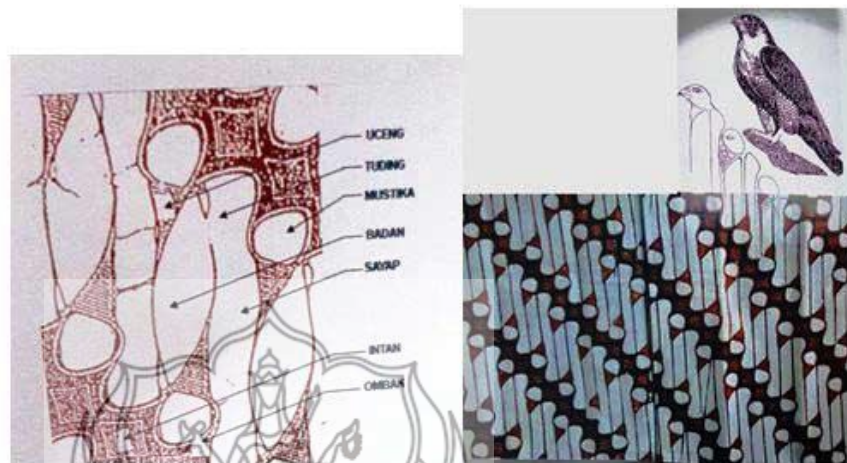 UCENG
TUDING
MUSTIKA
BADAN
SAYAP
INTAN
OMBAK